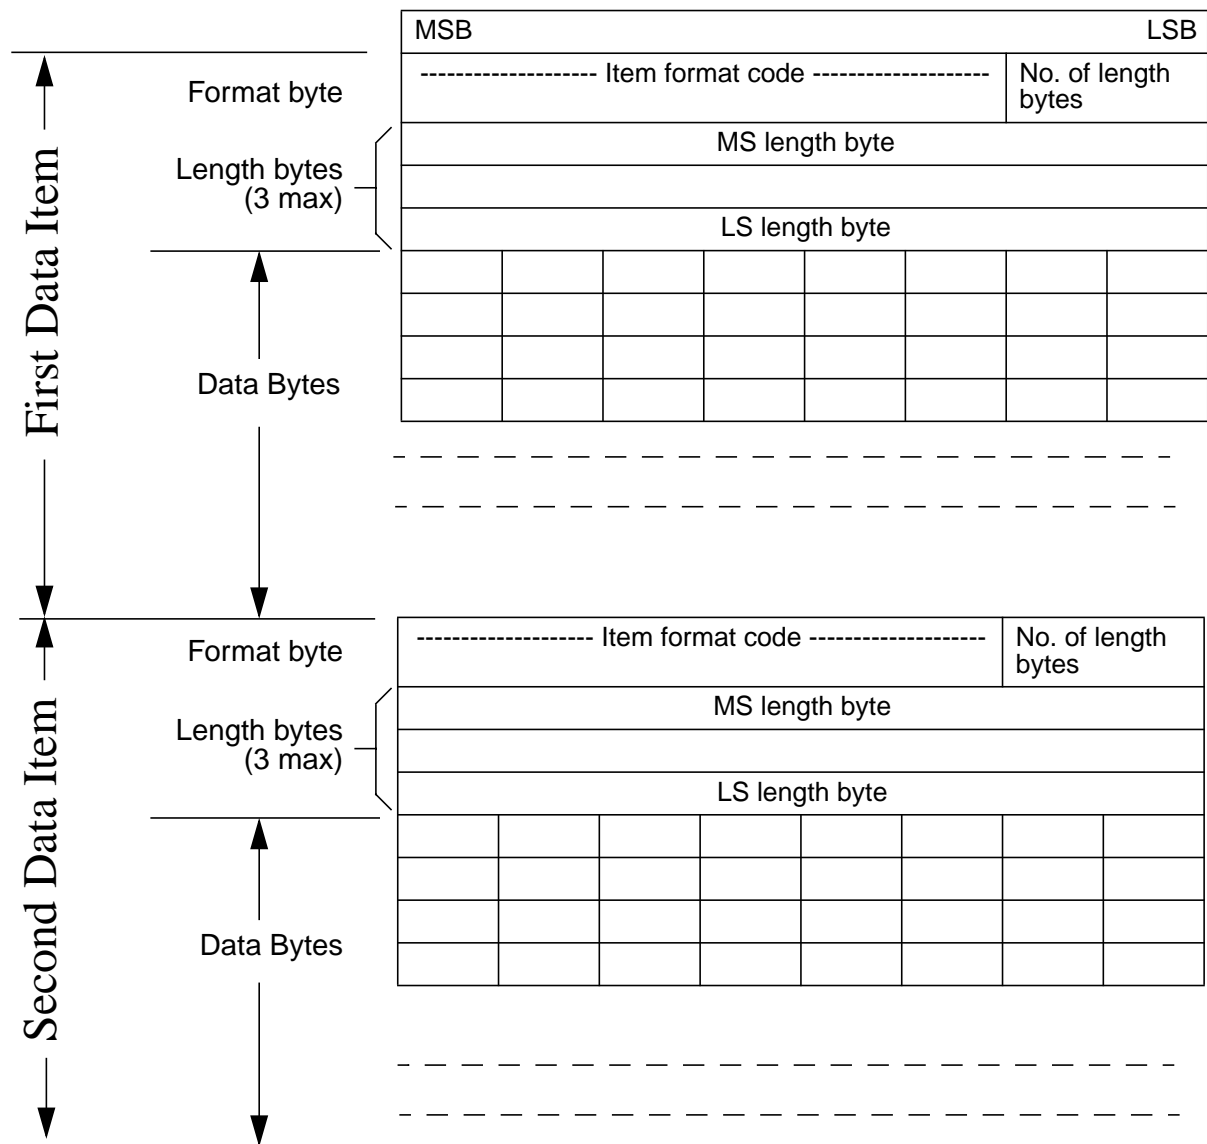 MSB LSB
Format byte
-------------------- Item format code -------------------- No. of length
bytes
Length bytes
(3 max)
MS length byte
LS length byte
First Data Item
Data Bytes
Format byte
-------------------- Item format code -------------------- No. of length
bytes
Length bytes
(3 max)
MS length byte
LS length byte
Second Data Item
Data Bytes